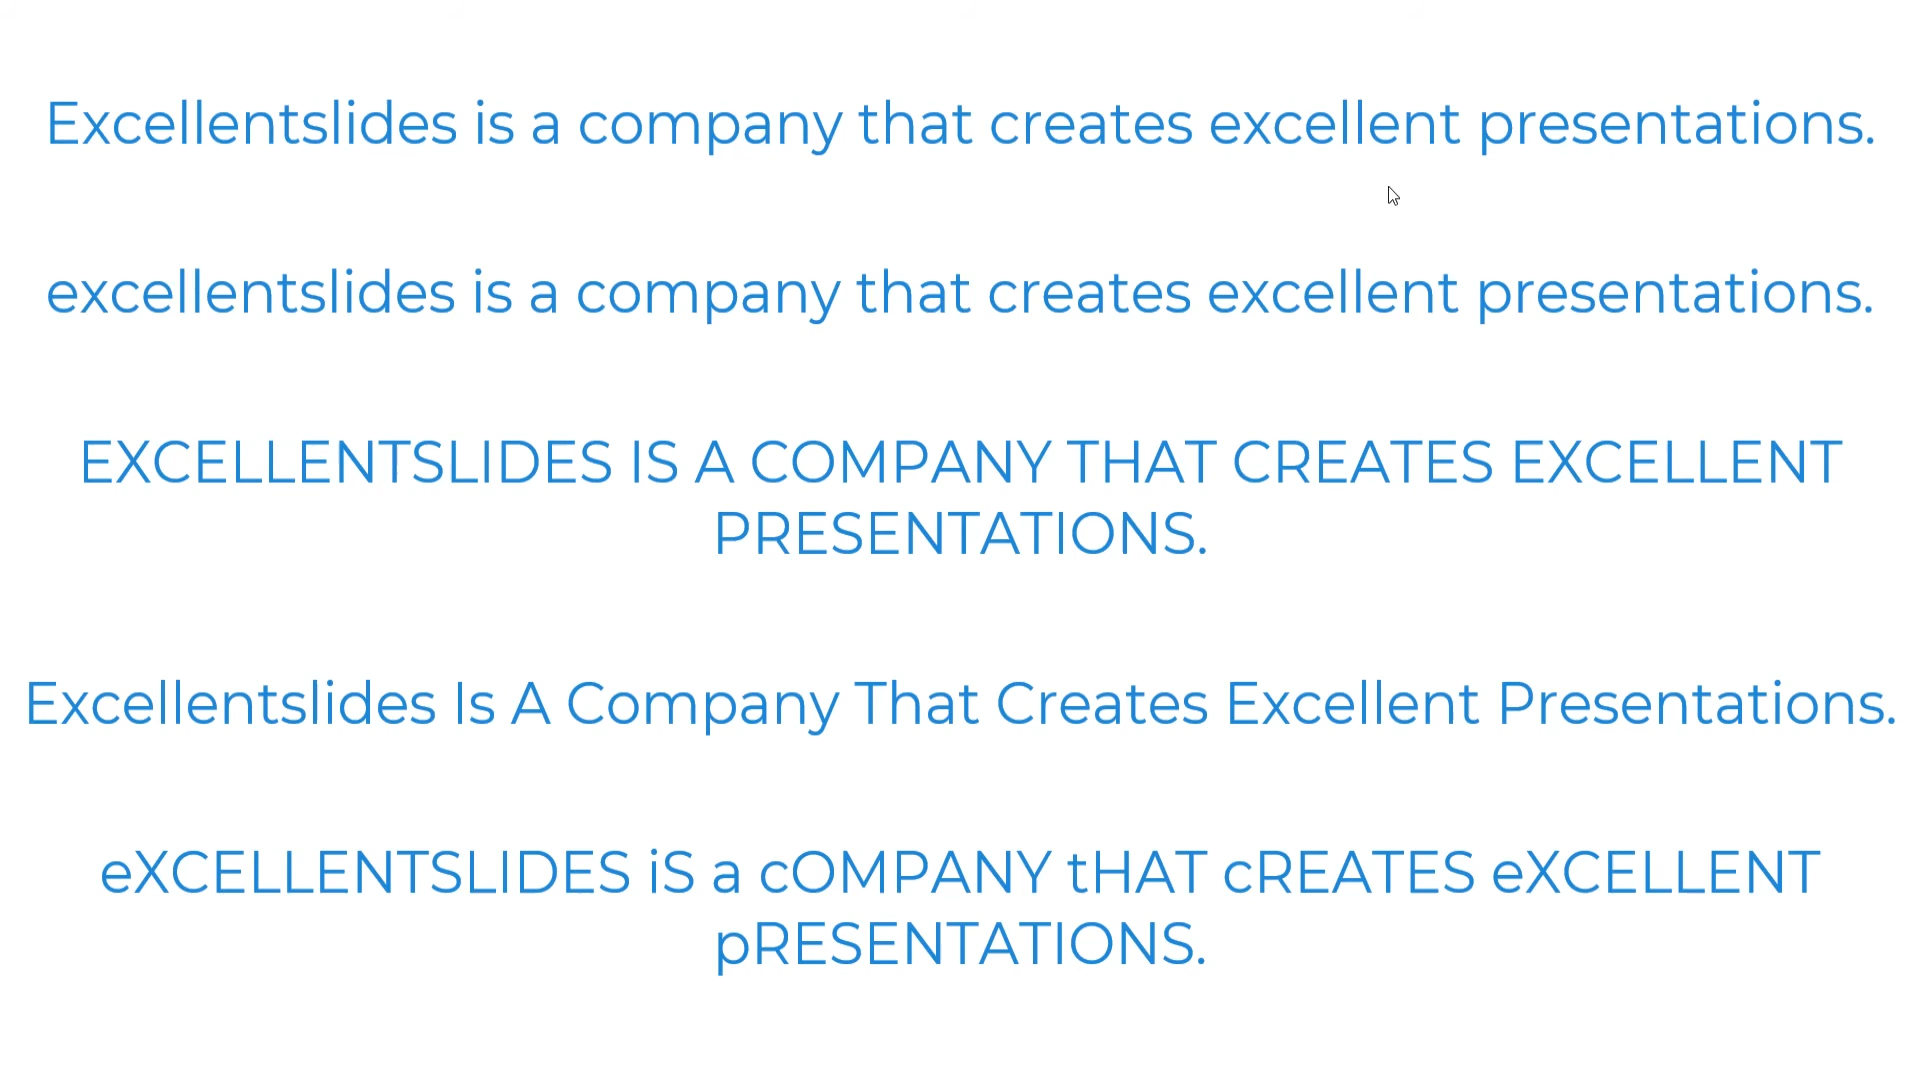 Excellentslides is a company that creates excellent presentations.
excellentslides is a company that creates excellent presentations.
EXCELLENTSLIDES IS A COMPANY THAT CREATES EXCELLENT
PRESENTATIONS.
Excellentslides Is A Company That Creates Excellent Presentations.
eXCELLENTSLIDES iS a cOMPANY tHAT cREATES eXCELLENT
pRESENTATIONS.